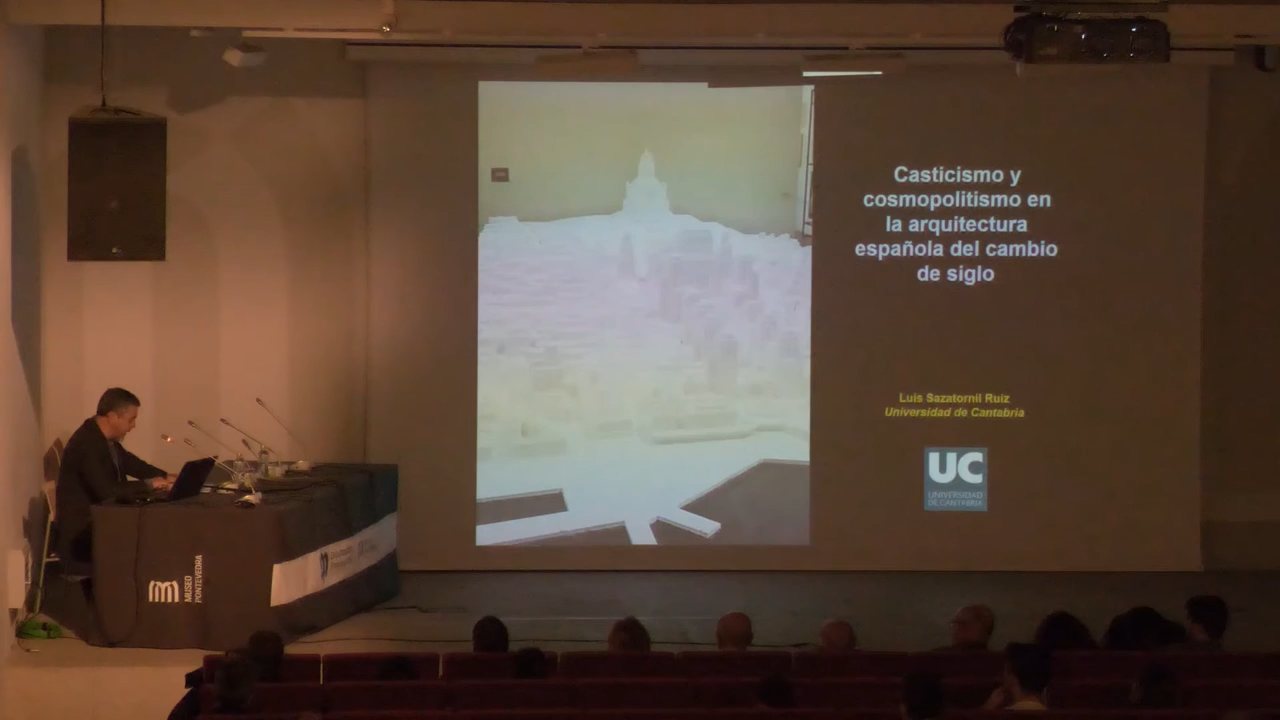 Casticismo y
cosmopolitismo en
la arquitectura
española del cambio
de siglo
Luis Sazatornil Ruiz
Universidad de Cantabria
UC
UNIVERSIDAD
DE CANTABRIA
MUSEO
PONTEVEDRA